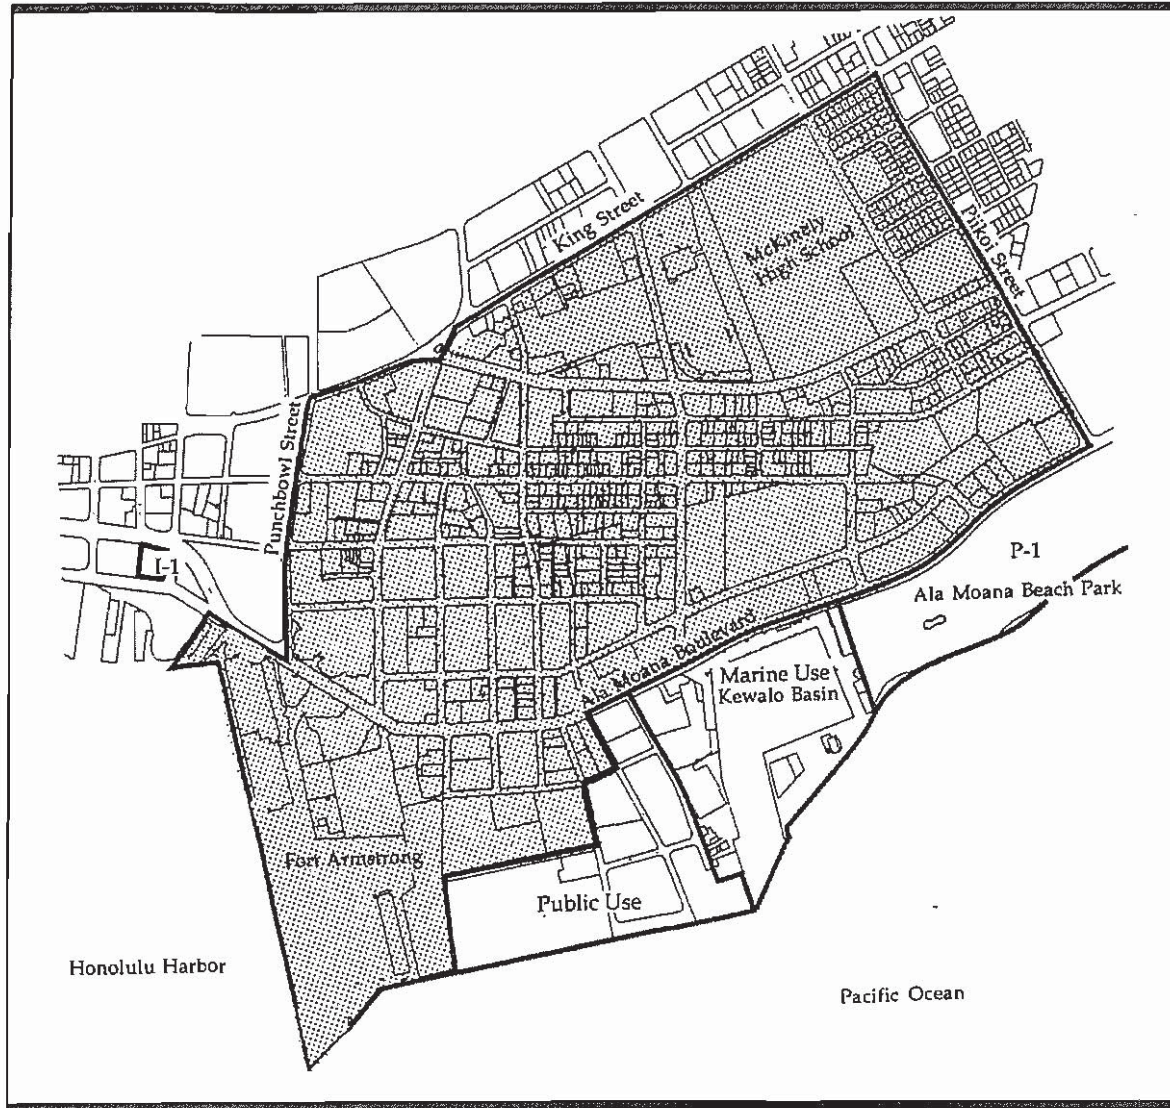 King Street
McKinely
High School
Piikoi Street
Punchbowl Street
I-1
P-1
Ala Moana Beach Park
Ala Moana Boulevard
Marine Use
Kewalo Basin
Fort Armstrong
Public Use
Honolulu Harbor
Pacific Ocean